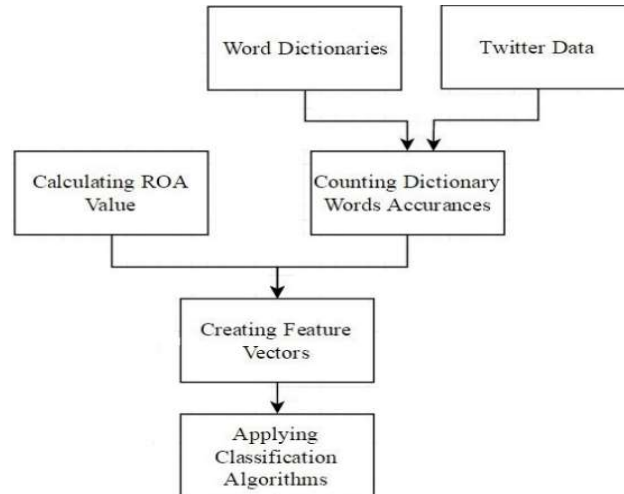 Word Dictionaries
Twitter Data
Calculating ROA
Value
Counting Dictionary
Words Accurances
Creating Feature
Vectors
Applying
Classification
Algorithms